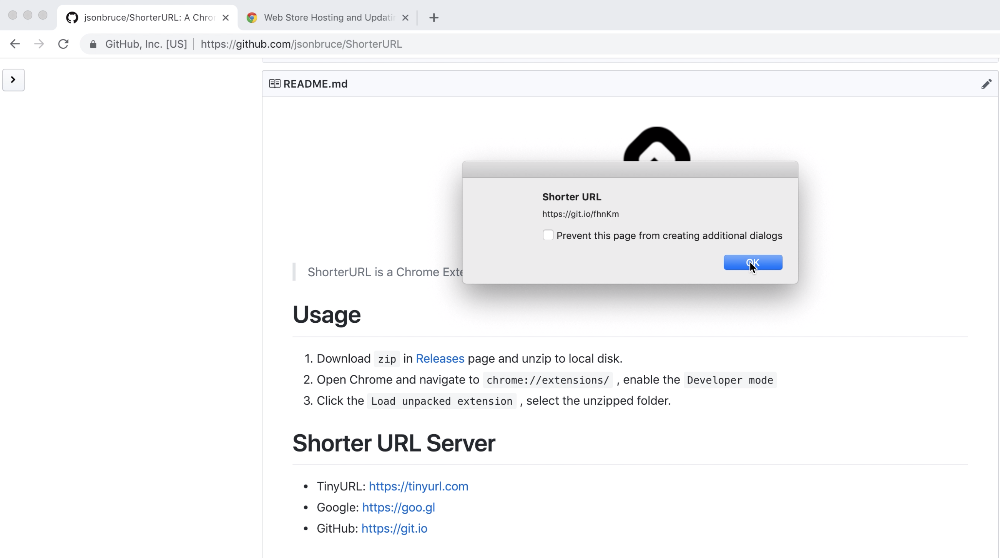 jsonbruce/ShorterURL: A Chro
Web Store Hosting and Updati
GitHub, Inc. [US]
https://github.com/jsonbruce/ShorterURL
README.md
Shorter URL
https://git.io/fhnKm
Prevent this page from creating additional dialogs
OK
ShorterURL is a Chrome Exte
Usage
1. Download zip in Releases page and unzip to local disk.
2. Open Chrome and navigate to chrome://extensions/ , enable the Developer mode
3. Click the Load unpacked extension , select the unzipped folder.
Shorter URL Server
• TinyURL: https://tinyurl.com
• Google: https://goo.gl
• GitHub: https://git.io